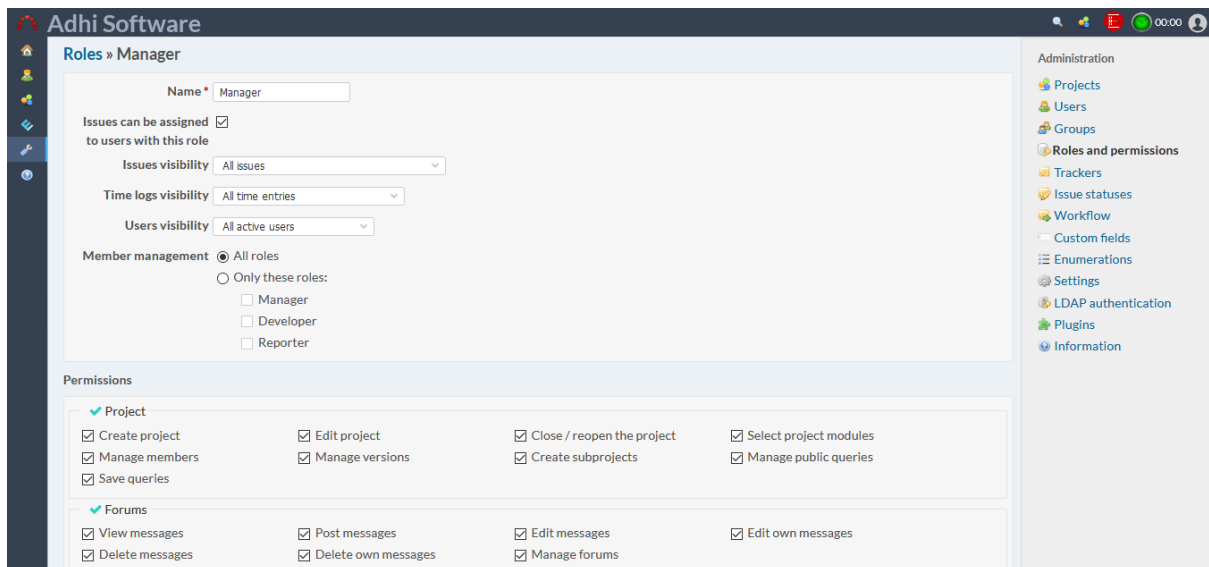 Adhi Software
00:00
Roles » Manager
Name *
Manager
Issues can be assigned
to users with this role
Issues visibility
All issues
Time logs visibility
All time entries
Users visibility
All active users
Member management
All roles
Only these roles:
Manager
Developer
Reporter
Permissions
Project
Create project
Edit project
Close / reopen the project
Select project modules
Manage members
Manage versions
Create subprojects
Manage public queries
Save queries
Forums
View messages
Post messages
Edit messages
Edit own messages
Delete messages
Delete own messages
Manage forums
Administration
Projects
Users
Groups
Roles and permissions
Trackers
Issue statuses
Workflow
Custom fields
Enumerations
Settings
LDAP authentication
Plugins
Information